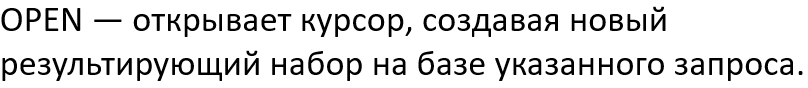 OPEN — открывает курсор, создавая новый
результирующий набор на базе указанного запроса.